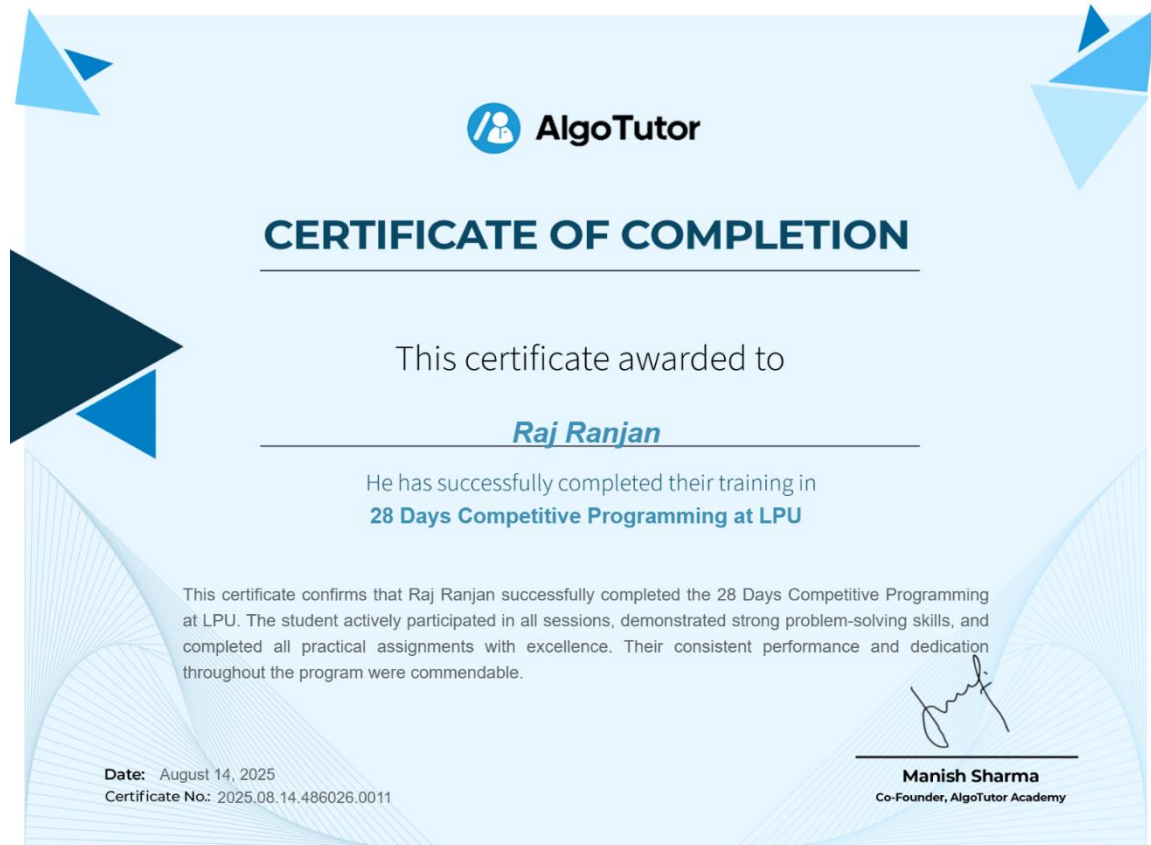 AlgoTutor
CERTIFICATE OF COMPLETION
This certificate awarded to
Raj Ranjan
He has successfully completed their training in
28 Days Competitive Programming at LPU
This certificate confirms that Raj Ranjan successfully completed the 28 Days Competitive Programming
at LPU. The student actively participated in all sessions, demonstrated strong problem-solving skills, and
completed all practical assignments with excellence. Their consistent performance and dedication
throughout the program were commendable.
Date: August 14, 2025
Certificate No.: 2025.08.14.486026.0011
Manish Sharma
Co-Founder, AlgoTutor Academy